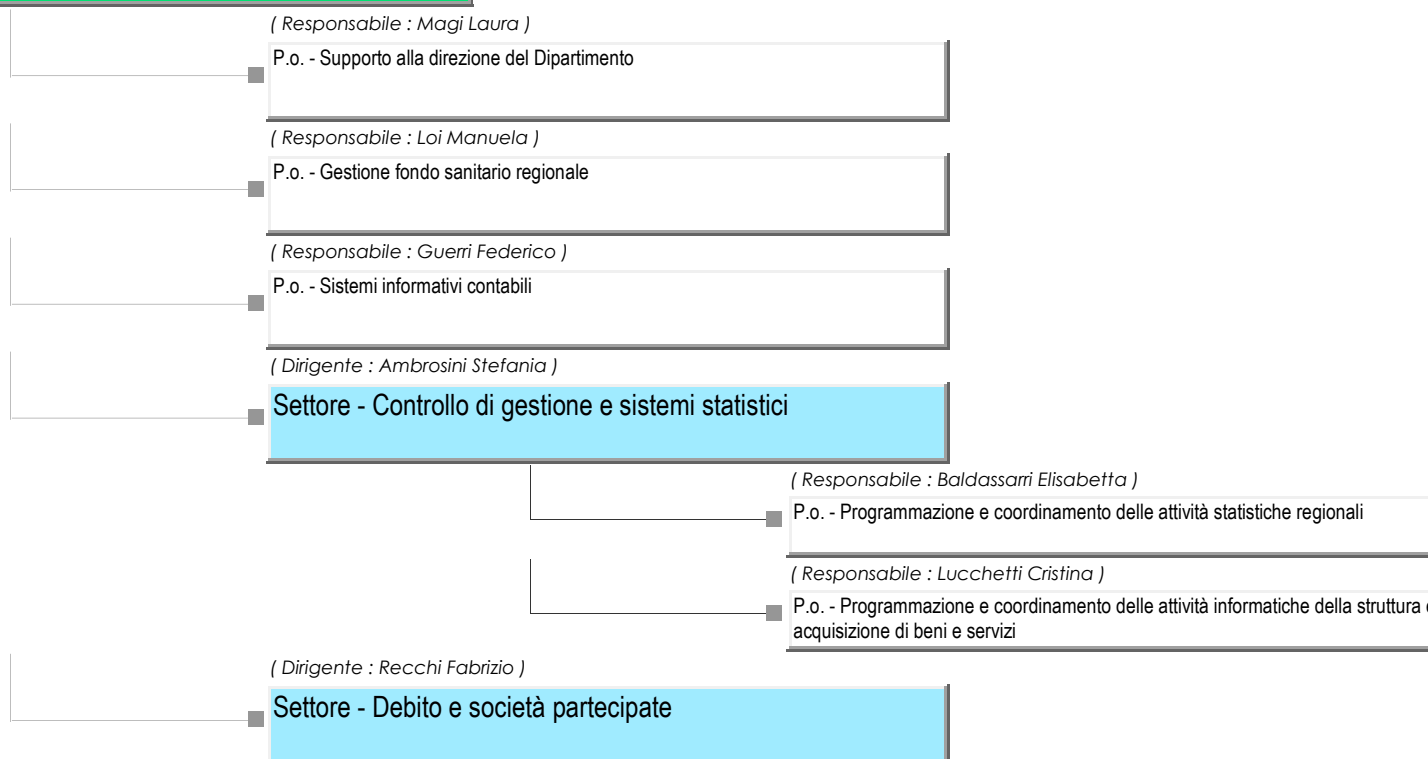 ( Responsabile : Magi Laura )
P.o. - Supporto alla direzione del Dipartimento
( Responsabile : Loi Manuela )
P.o. - Gestione fondo sanitario regionale
( Responsabile : Guerri Federico )
P.o. - Sistemi informativi contabili
( Dirigente : Ambrosini Stefania )
Settore - Controllo di gestione e sistemi statistici
( Responsabile : Baldassarri Elisabetta )
P.o. - Programmazione e coordinamento delle attività statistiche regionali
( Responsabile : Lucchetti Cristina )
P.o. - Programmazione e coordinamento delle attività informatiche della struttura
acquisizione di beni e servizi
( Dirigente : Recchi Fabrizio )
Settore - Debito e società partecipate